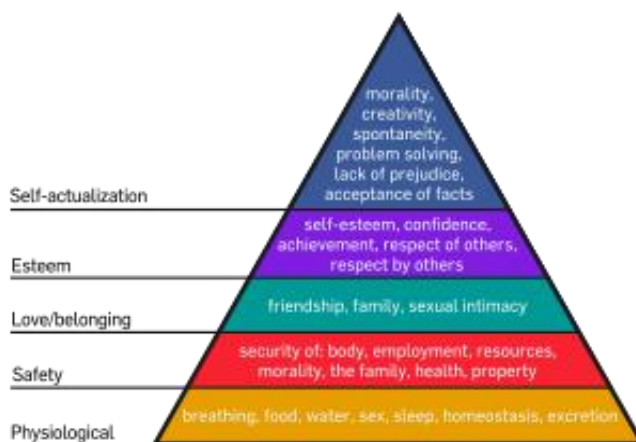 morality,
creativity,
spontaneity,
problem solving,
lack of prejudice,
acceptance of facts
Self-actualization
self-esteem, confidence,
achievement, respect of others,
respect by others
Esteem
friendship, family, sexual intimacy
Love/belonging
security of: body, employment, resources,
morality, the family, health, property
Safety
breathing, food, water, sex, sleep, homeostasis, excretion
Physiological